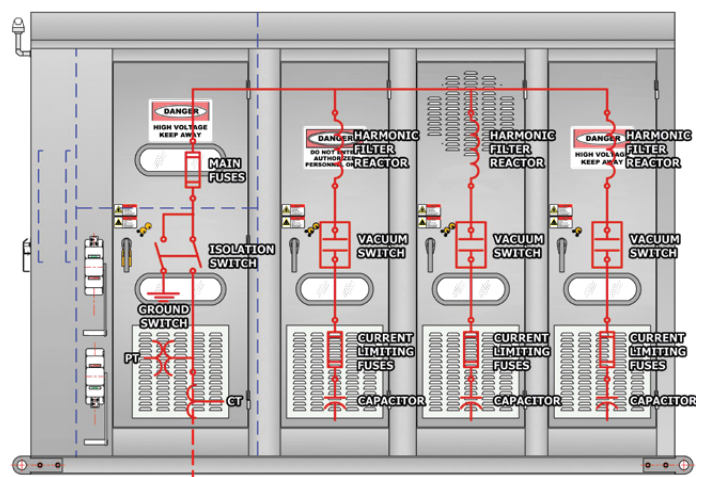 DANGER
HIGH VOLTAGE
KEEP AWAY
MAIN
FUSES
ISOLATION
SWITCH
GROUND
SWITCH
PT
CT
DANGER
DO NOT ENTER
AUTHORIZED
PERSONNEL
HARMONIC
FILTER
REACTOR
VACUUM
SWITCH
CURRENT
LIMITING
FUSES
CAPACITOR
HARMONIC
FILTER
REACTOR
VACUUM
SWITCH
CURRENT
LIMITING
FUSES
CAPACITOR
DANGER
HIGH VOLTAGE
KEEP AWAY
HARMONIC
FILTER
REACTOR
VACUUM
SWITCH
CURRENT
LIMITING
FUSES
CAPACITOR